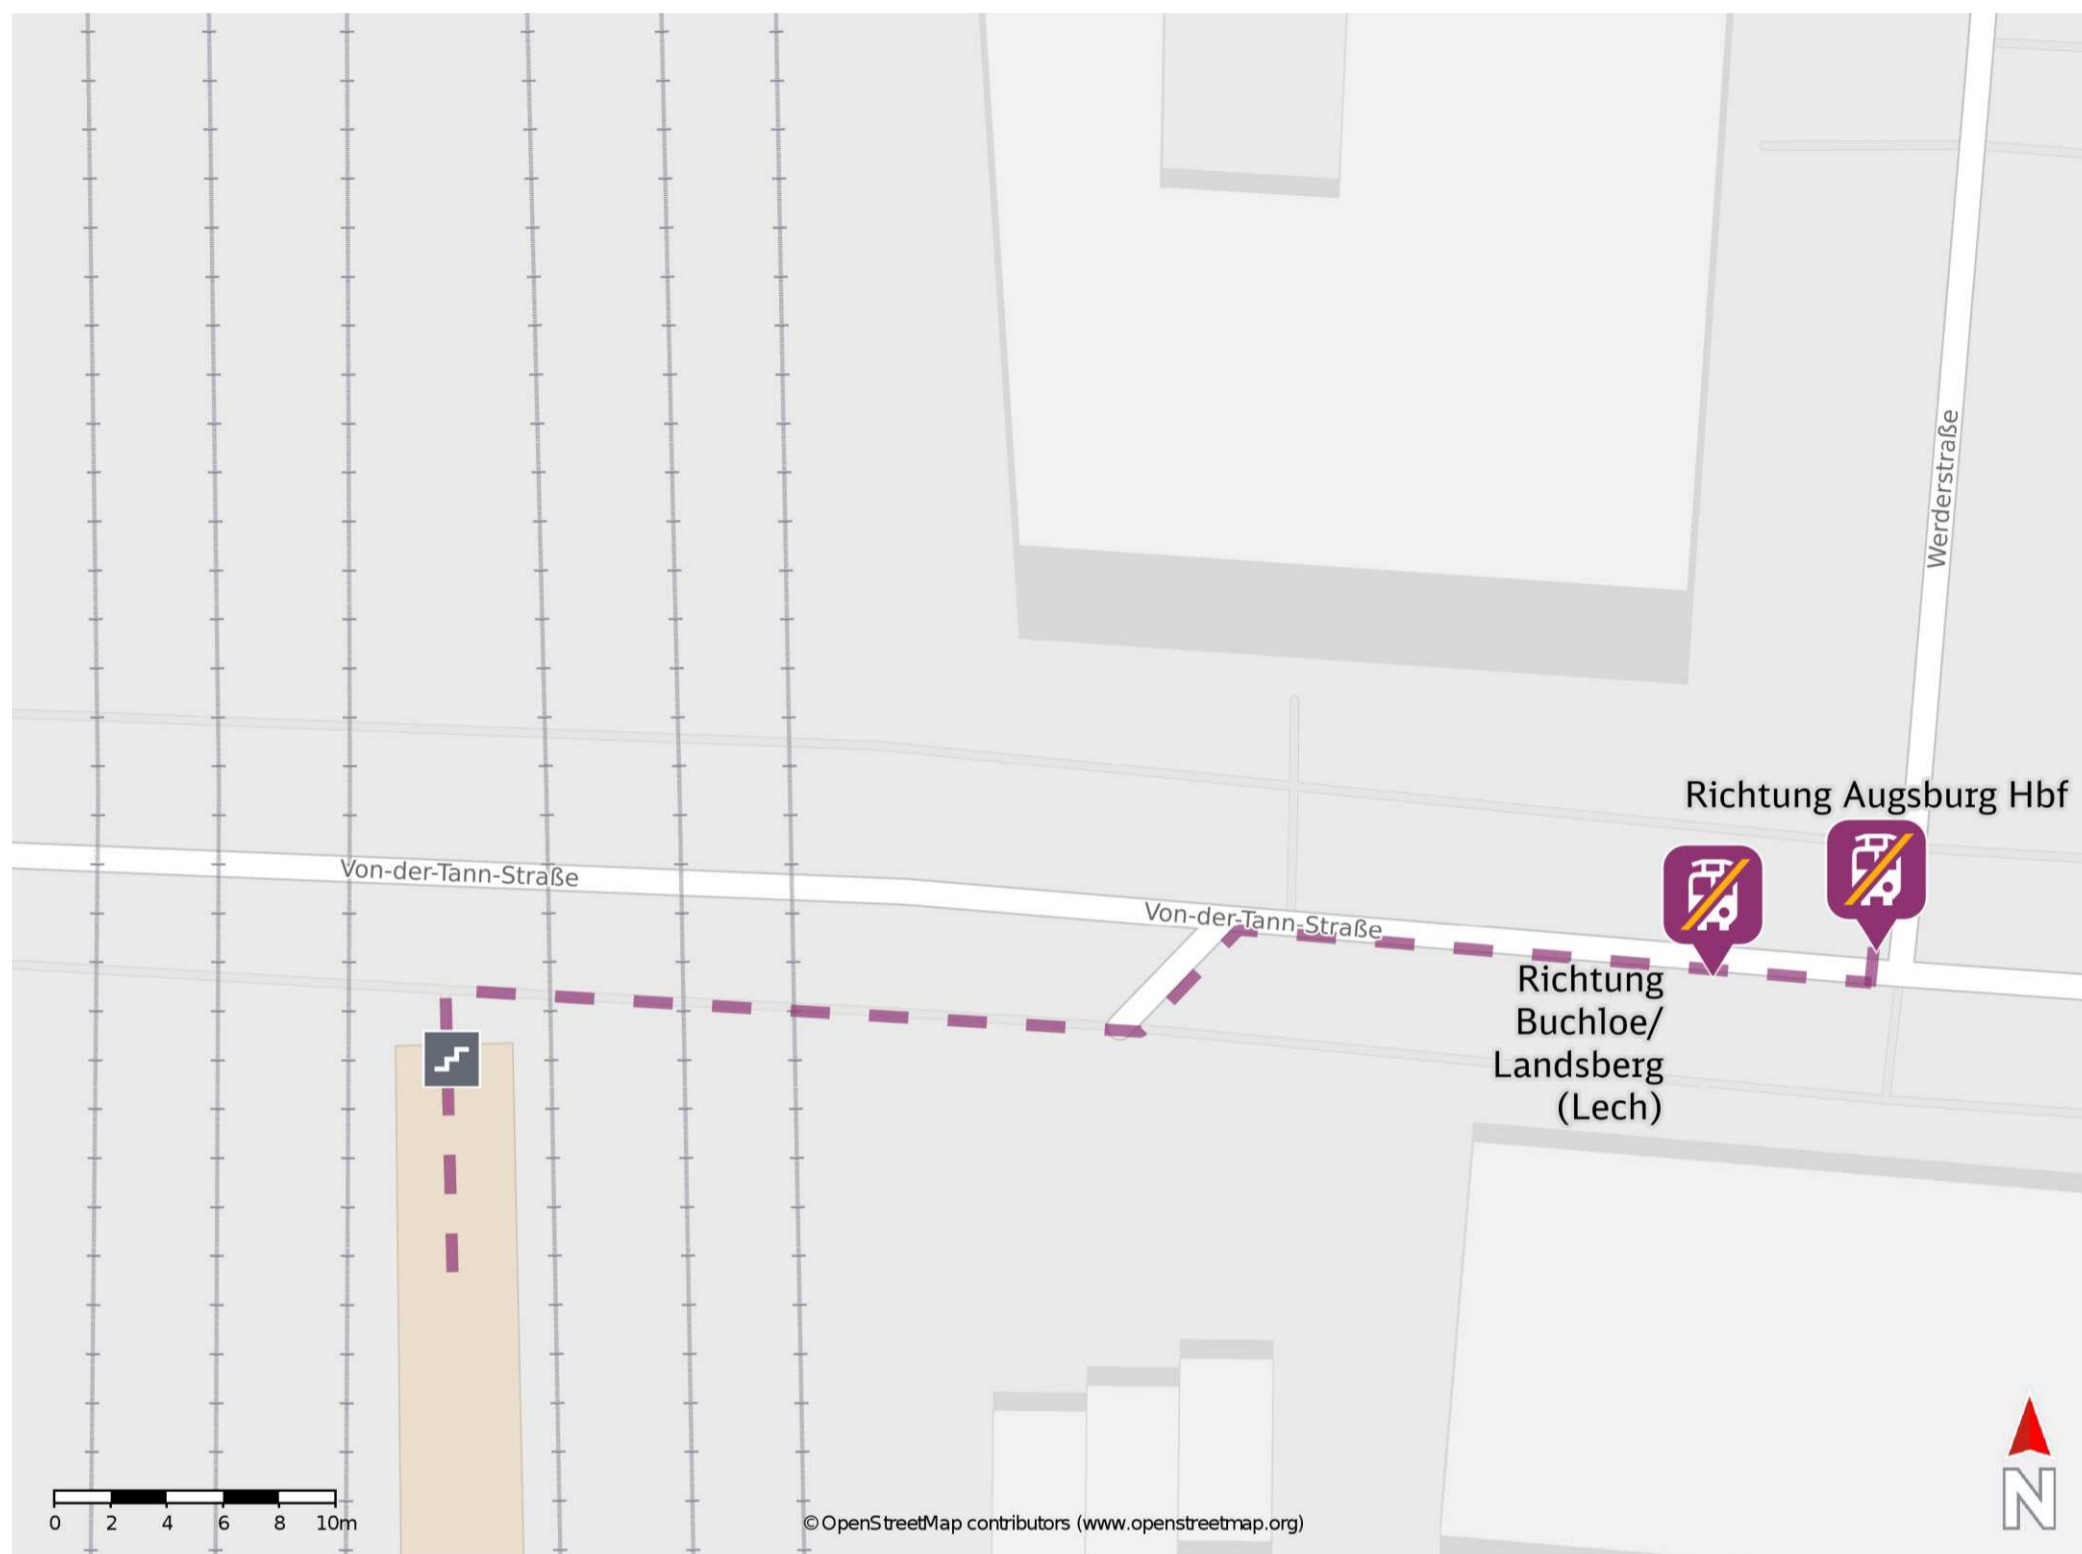 Werderstraße
Richtung Augsburg Hbf
Von-der-Tann-Straße
Von-der-Tann-Straße
Richtung
Buchloe/
Landsberg
(Lech)
N
0 2 4 6 8 10m
© OpenStreetMap contributors (www.openstreetmap.org)